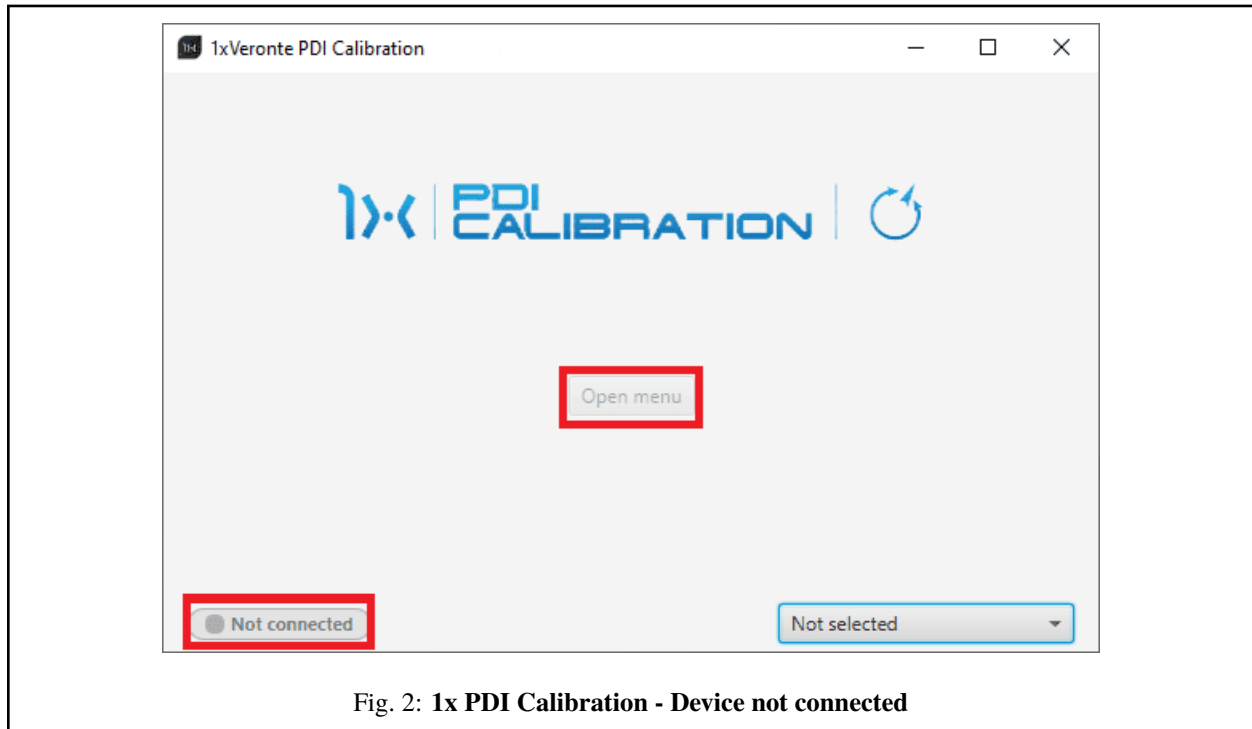 1xVeronte PDI Calibration
PDI
CALIBRATION
Open menu
Not connected
Not selected
Fig. 2: 1x PDI Calibration - Device not connected